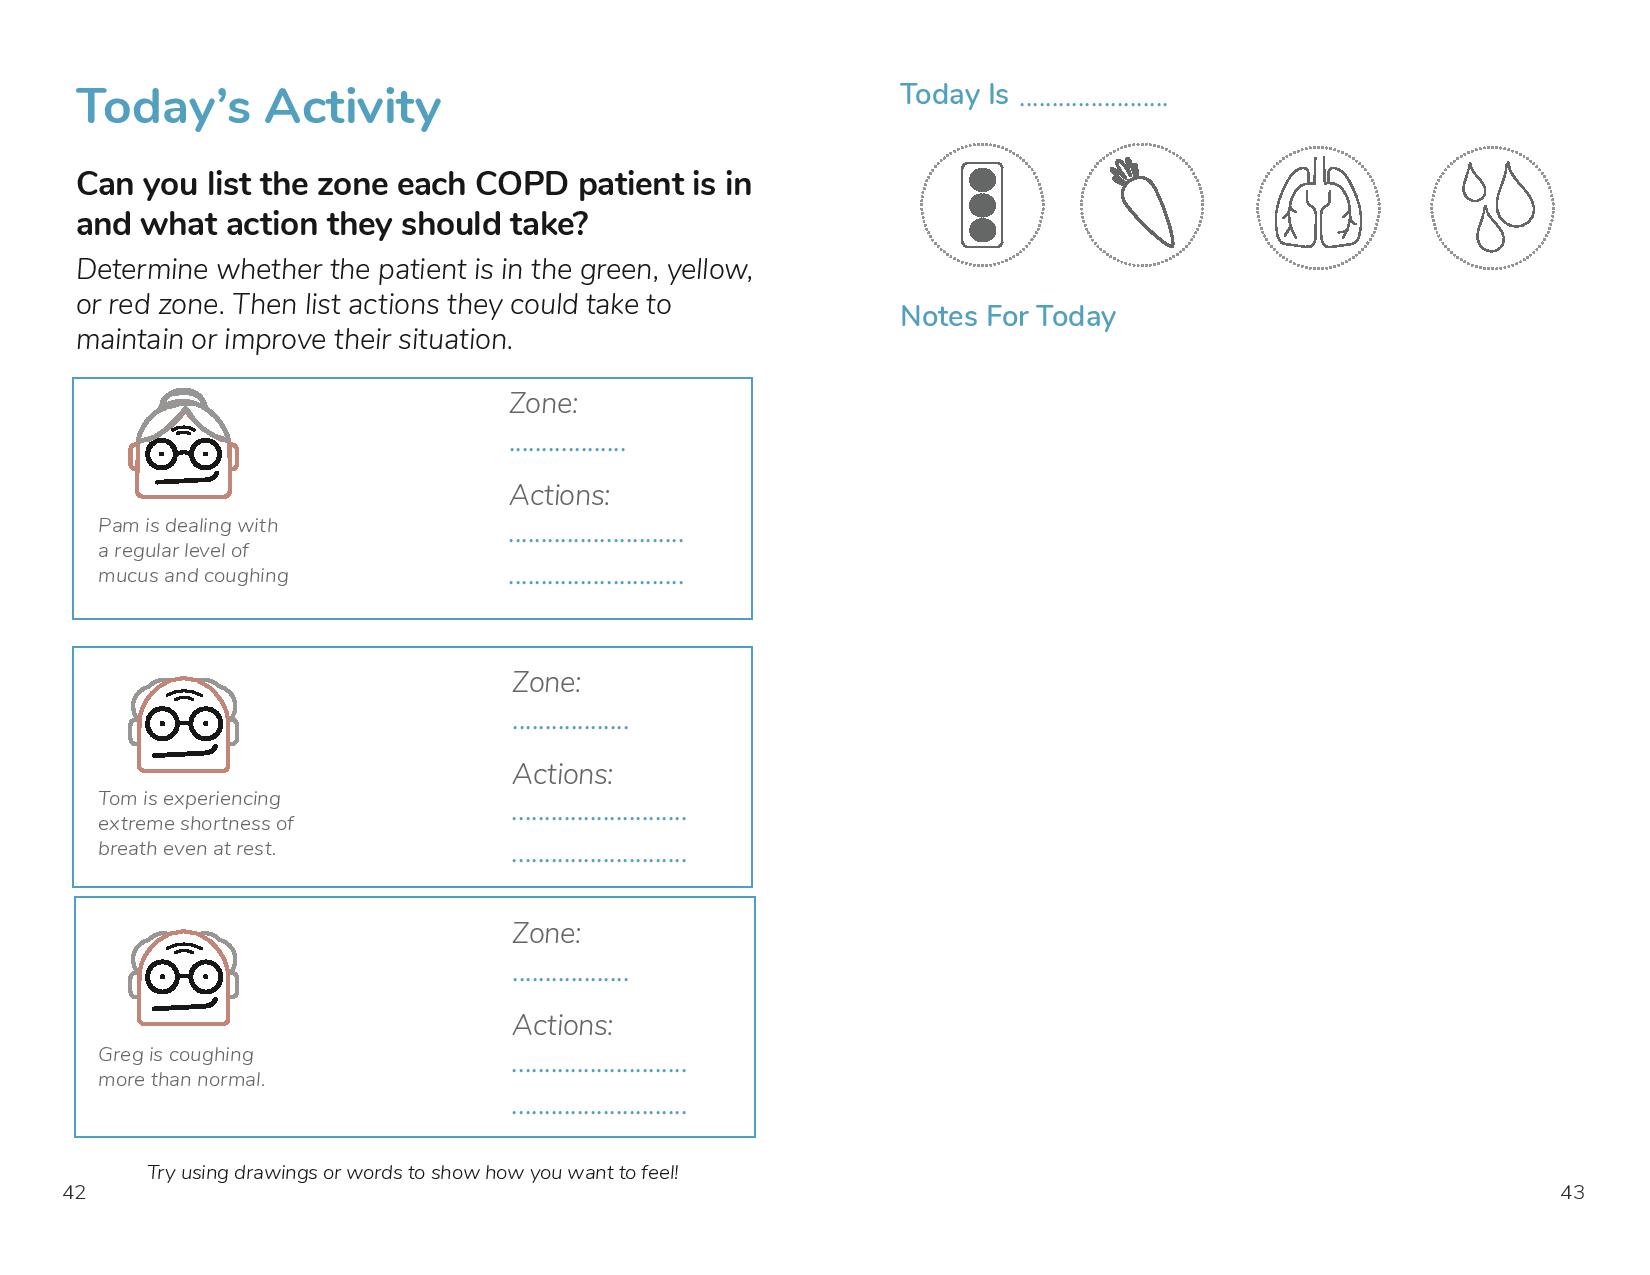 Today's Activity
Can you list the zone each COPD patient is in
and what action they should take?
Determine whether the patient is in the green, yellow,
or red zone. Then list actions they could take to
maintain or improve their situation.
Zone:
..................
Actions:
...........................
...........................
Pam is dealing with
a regular level of
mucus and coughing
Zone:
..................
Actions:
...........................
...........................
Tom is experiencing
extreme shortness of
breath even at rest.
Zone:
..................
Actions:
...........................
...........................
Greg is coughing
more than normal.
Try using drawings or words to show how you want to feel!
42
Today Is .......................
Notes For Today
43